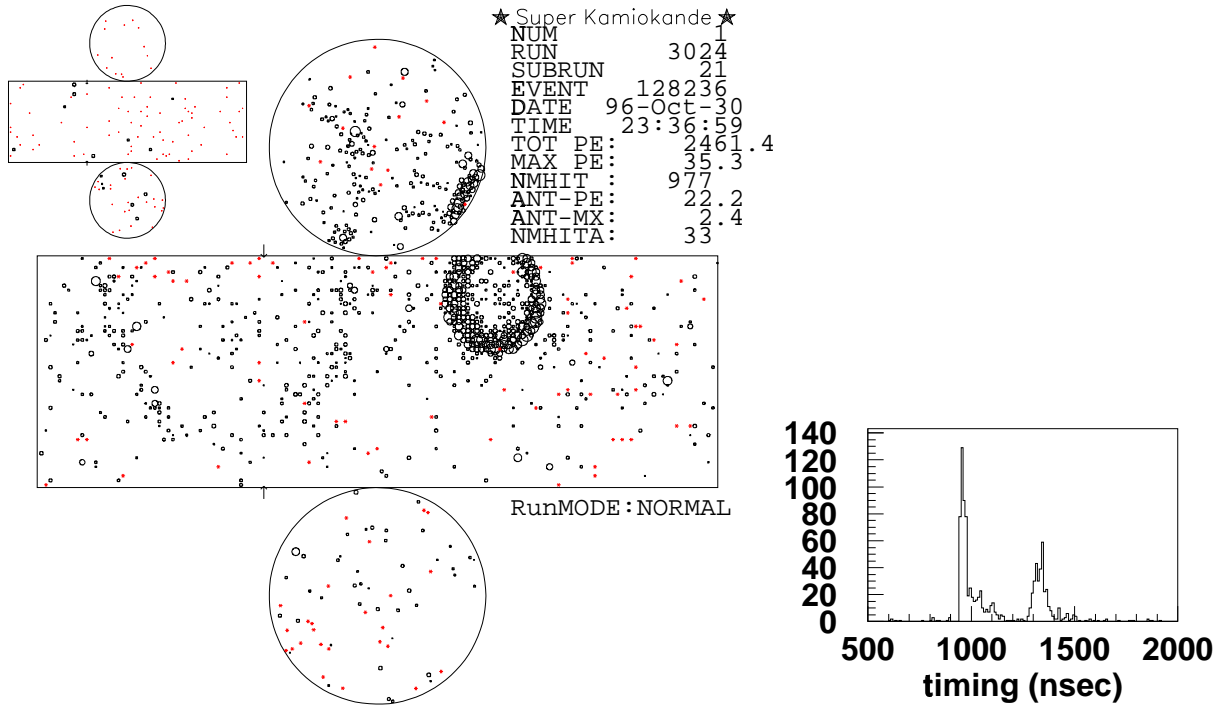 ★ Super Kamiokande ★
NUM 1
RUN 3024
SUBRUN 21
EVENT 128236
DATE 96-Oct-30
TIME 23:36:59
TOT PE: 2461.4
MAX PE: 35.3
NMHIT : 977
ANT-PE: 22.2
ANT-MX: 2.4
NMHITA: 33
RunMODE:NORMAL
140
120
100
80
60
40
20
0
500 1000 1500 2000
timing (nsec)